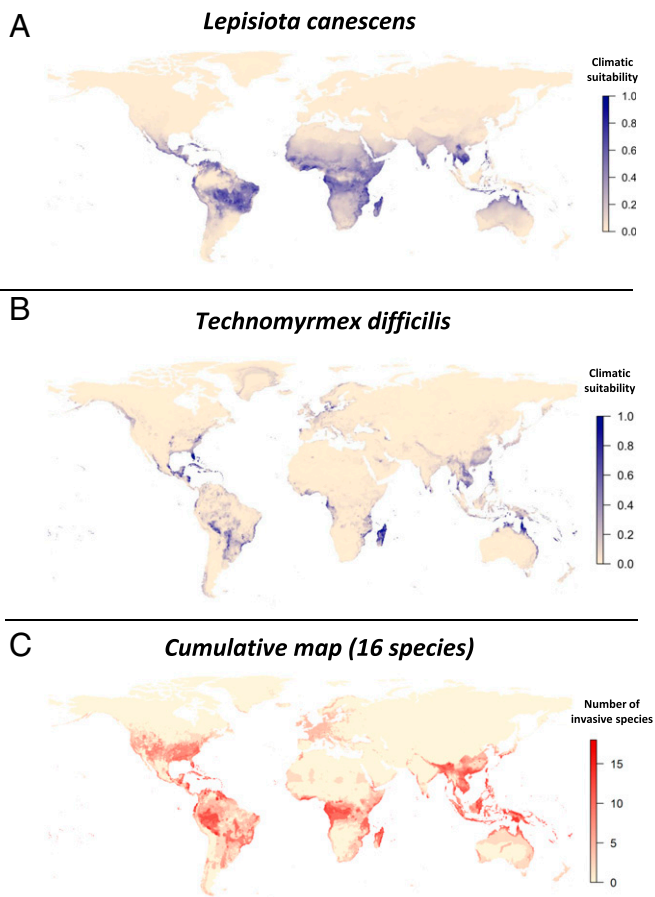 A
Lepisiota canescens
Climatic
suitability
1.0
0.8
0.6
0.4
0.2
0.0
B
Technomyrmex difficilis
Climatic
suitability
1.0
0.8
0.6
0.4
0.2
0.0
C
Cumulative map (16 species)
Number of
invasive species
15
10
5
0